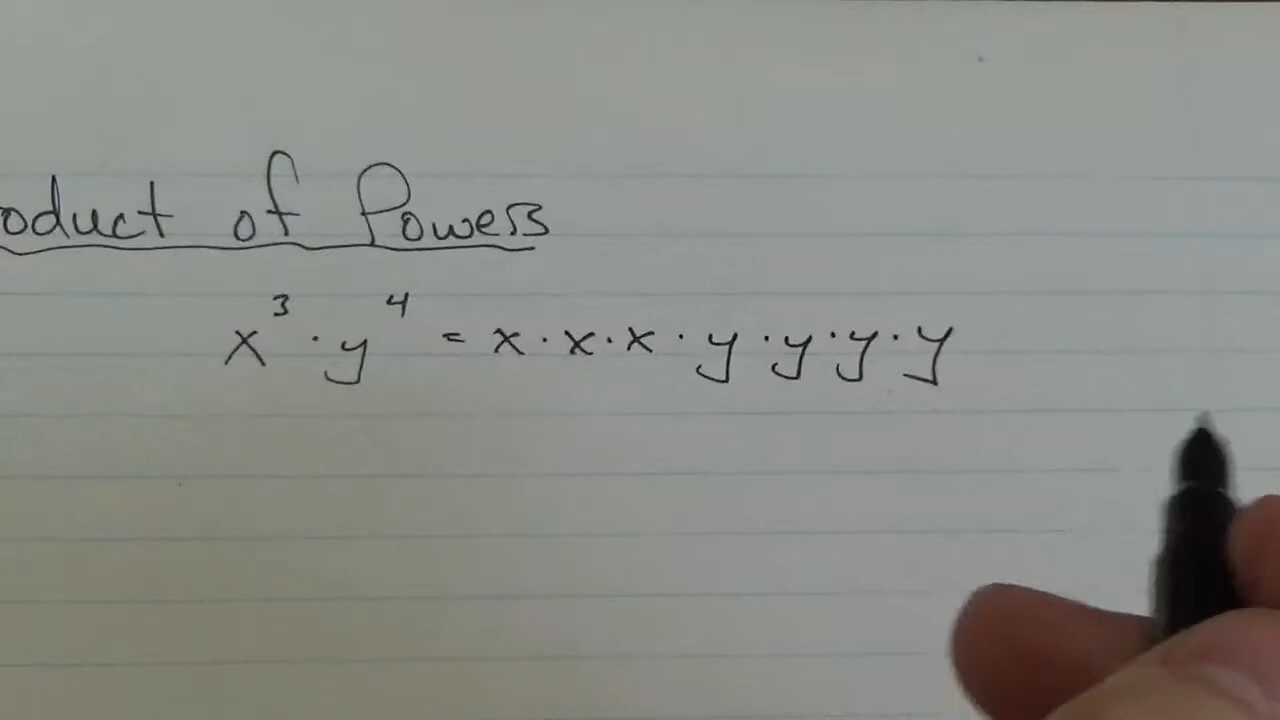 oduct of Powers
x³ · y⁴ = x · x · x · y · y · y · y